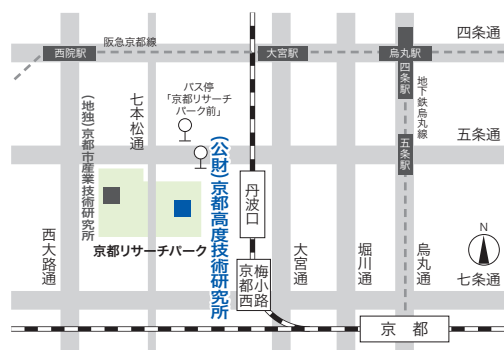 四条通
阪急京都線
西院駅
大宮駅
烏丸駅
四条駅
地下鉄烏丸線
バス停
「京都リサーチ
パーク前」
七本松通
(地独)京都市産業技術研究所
五条通
五条駅
(公財)京都高度技術研究所
丹波口
京都リサーチパーク
西大路通
梅小路
京都西
大宮通
堀川通
烏丸通
N
七条通
京都